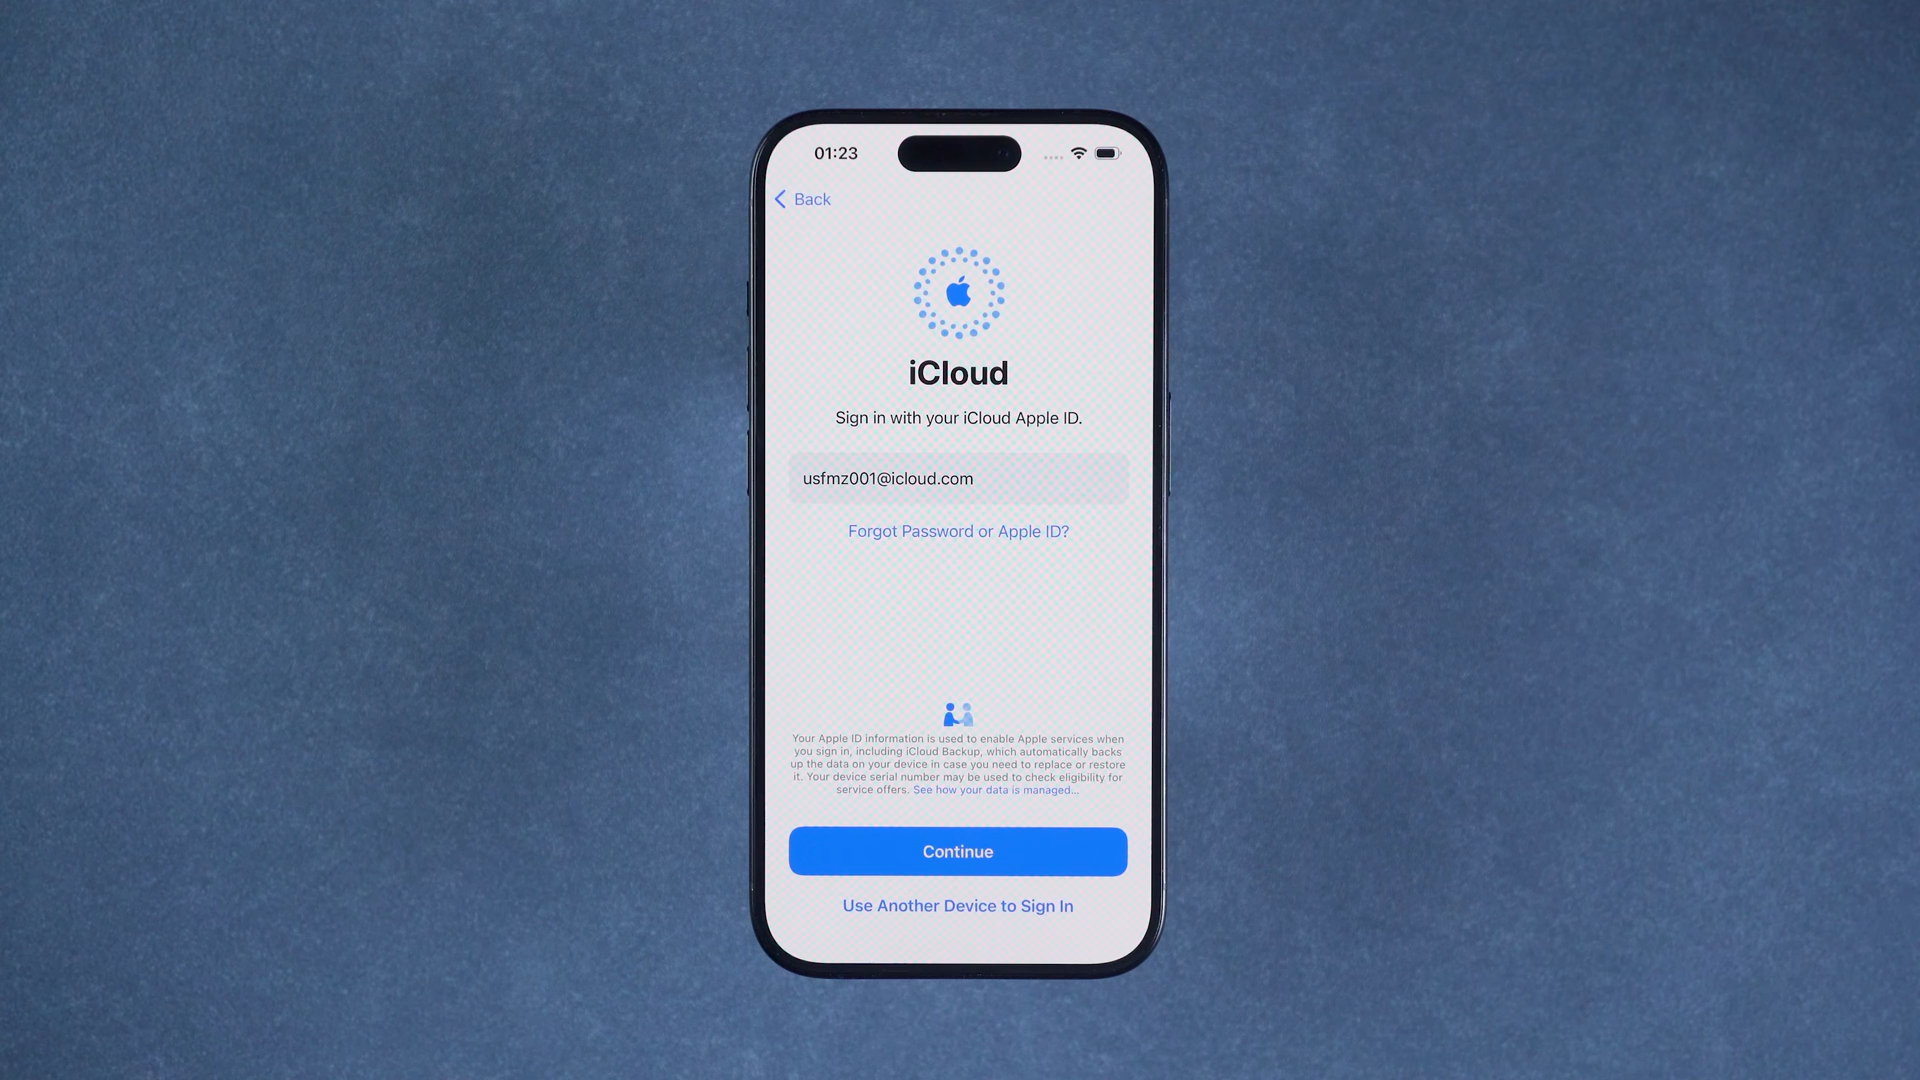 01:23
Back
iCloud
Sign in with your iCloud Apple ID.
usfmz001@icloud.com
Forgot Password or Apple ID?
Your Apple ID information is used to enable Apple services when
you sign in, including iCloud Backup, which automatically backs
up the data on your device in case you need to replace or restore
it. Your device serial number may be used to check eligibility for
service offers. See how your data is managed...
Continue
Use Another Device to Sign In